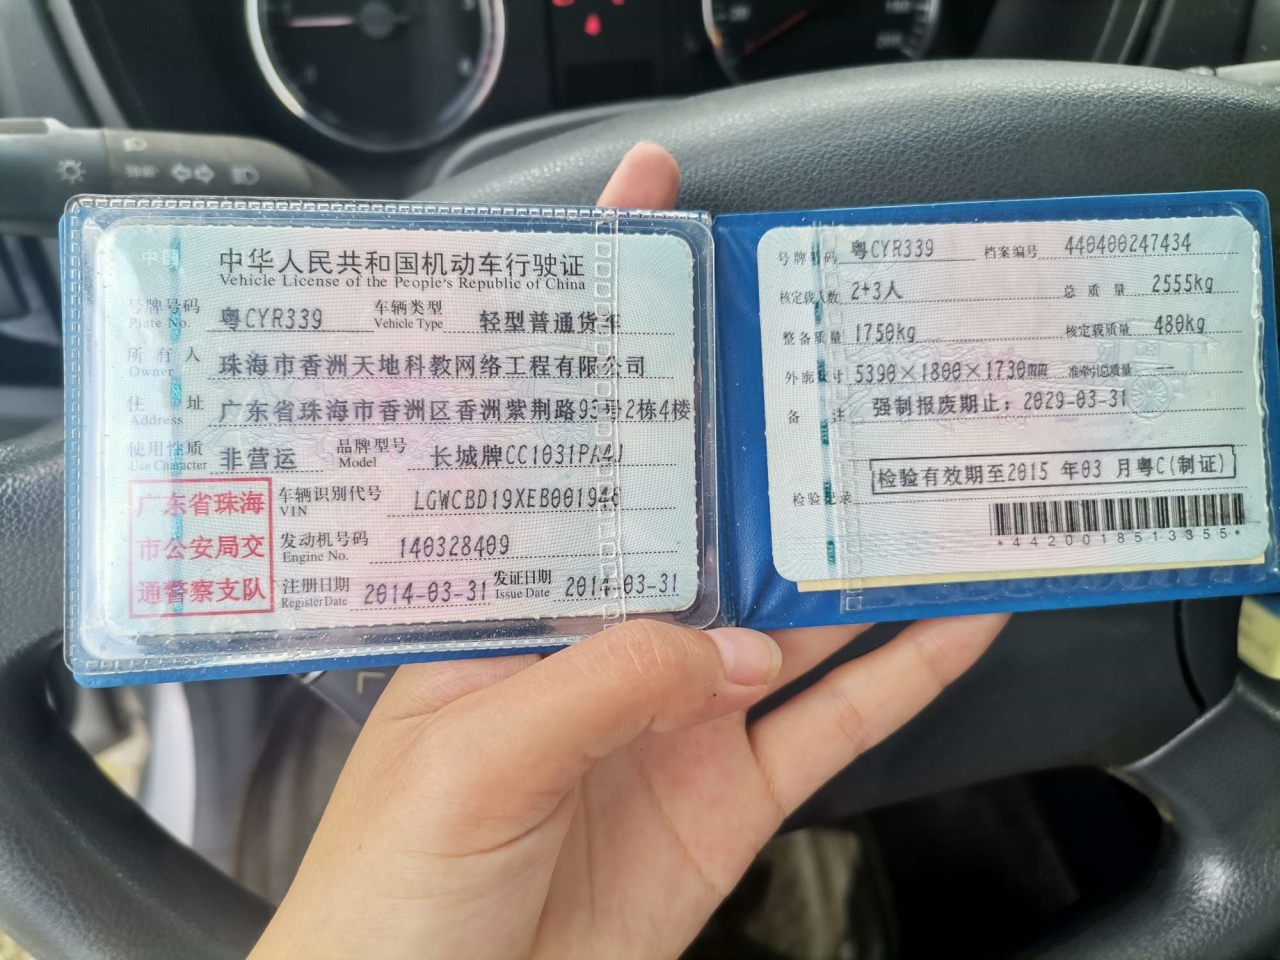 中国
中华人民共和国机动车行驶证
Vehicle License of the People's Republic of China
号牌号码 粤CYR339 车辆类型 轻型普通货车
Plate No. Vehicle Type
所有人 珠海市香洲天地科教网络工程有限公司
Owner
住址 广东省珠海市香洲区香洲紫荆路93号2栋4楼
Address
使用性质 非营运 品牌型号 长城牌CC1031PA4J
Use Character Model
广东省珠海
市公安局交
通警察支队
车辆识别代号 LGWCBD19XEB001948
VIN
发动机号码 140328409
Engine No.
注册日期 2014-03-31 发证日期 2014-03-31
Register Date Issue Date
号牌号码 粤CYR339 档案编号 440400247434
核定载人数 2+3人 总质量 2555kg
整备质量 1750kg 核定载质量 480kg
外廓尺寸 5390×1800×1730mm 准牵引总质量 --
备注 强制报废期止：2029-03-31
检验有效期至2015 年03 月粤C(制证)
检验记录
*4420018513355*